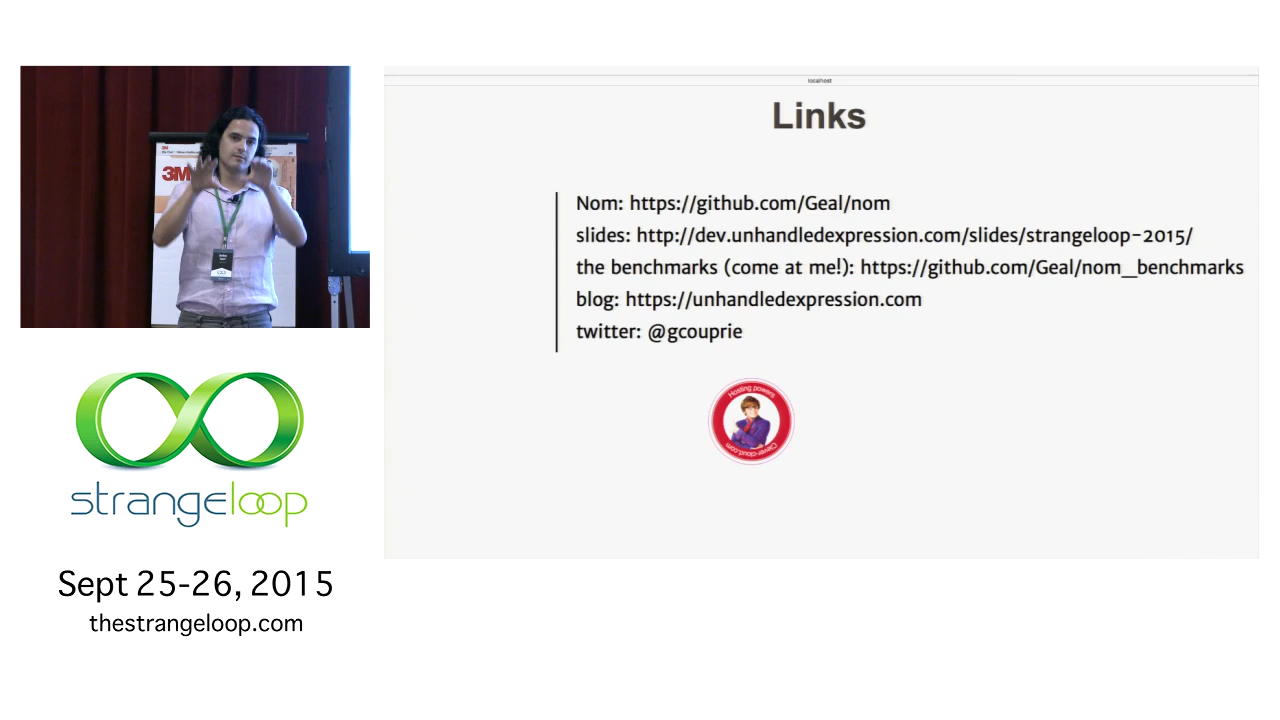 3M
localhost
Links
Nom: https://github.com/Geal/nom
slides: http://dev.unhandledexpression.com/slides/strangeloop-2015/
the benchmarks (come at me!): https://github.com/Geal/nom_benchmarks
blog: https://unhandledexpression.com
twitter: @gcouprie
Hosting powers
Clever-cloud.com
strangeloop
Sept 25-26, 2015
thestrangeloop.com